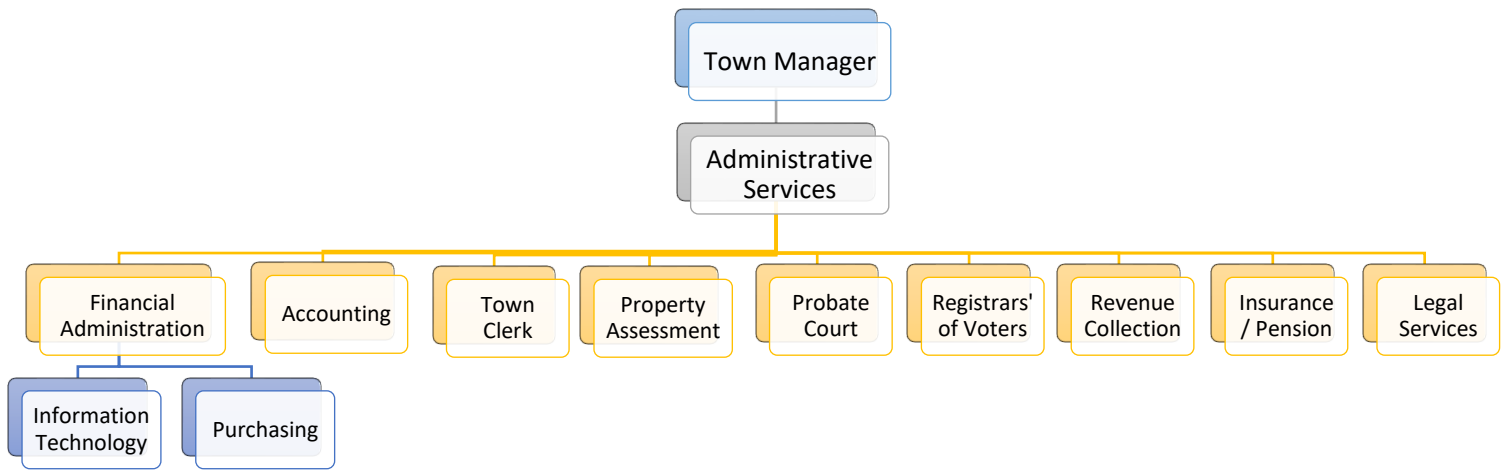 Town Manager
Administrative
Services
Financial
Administration
Accounting
Town
Clerk
Property
Assessment
Probate
Court
Registrars'
of Voters
Revenue
Collection
Insurance
/ Pension
Legal
Services
Information
Technology
Purchasing